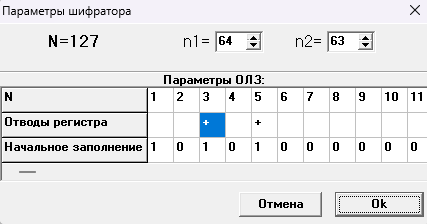 Параметры шифратора
N=127 n1= 64 n2= 63
Параметры ОЛЗ:
N 1 2 3 4 5 6 7 8 9 10 11
Отводы регистра + +
Начальное заполнение 1 0 1 0 1 0 0 0 0 0 0
Отмена Ok